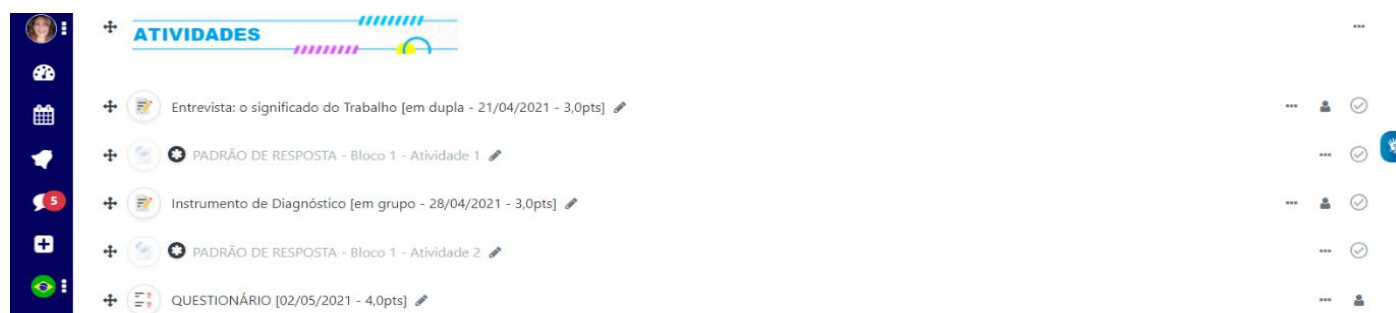 ATIVIDADES
Entrevista: o significado do Trabalho [em dupla - 21/04/2021 - 3,0pts]
PADRÃO DE RESPOSTA - Bloco 1 - Atividade 1
5
Instrumento de Diagnóstico [em grupo - 28/04/2021 - 3,0pts]
PADRÃO DE RESPOSTA - Bloco 1 - Atividade 2
QUESTIONÁRIO [02/05/2021 - 4,0pts]